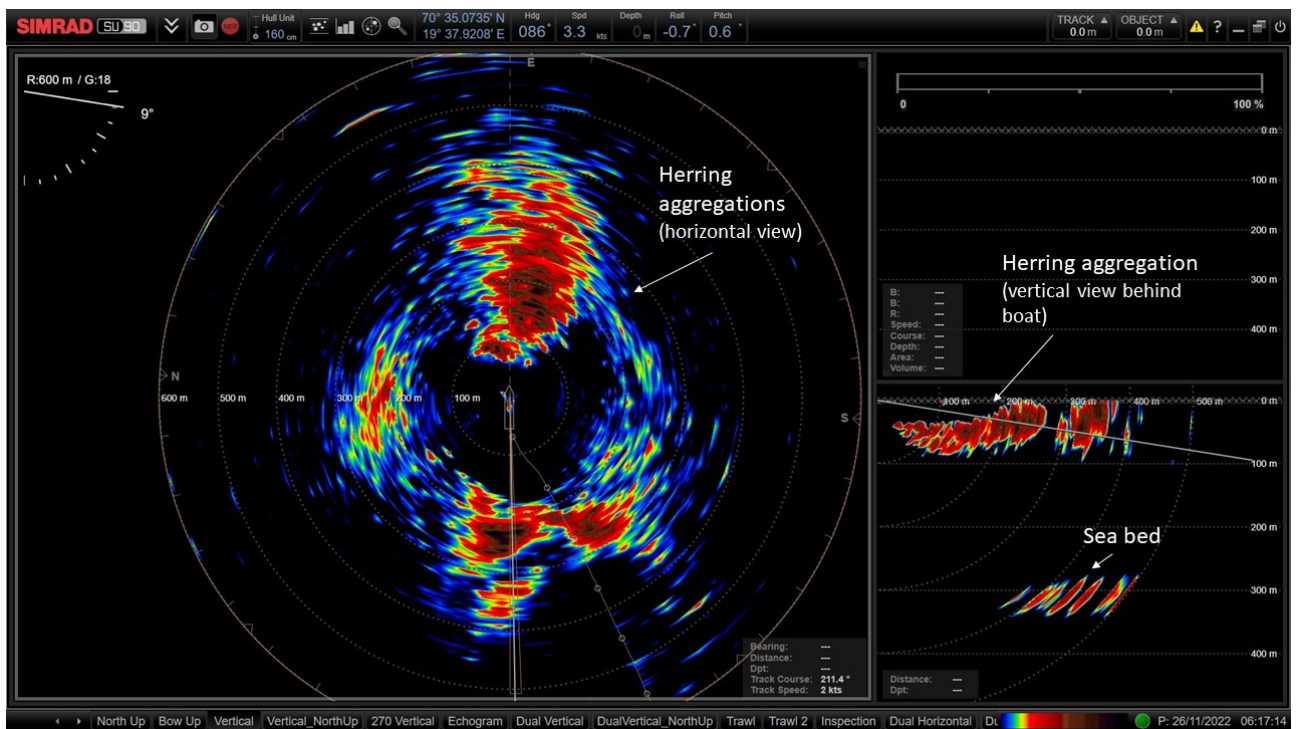 SIMRAD SU 90
REC
Hull Unit
160 cm
70° 35.0735' N
19° 37.9208' E
Hdg
086°
Spd
3.3 kts
Depth
0 m
Roll
-0.7°
Pitch
0.6°
TRACK
0.0 m
OBJECT
0.0 m
?
R:600 m / G:18
9°
E
N
S
600 m 500 m 400 m 300 m 200 m 100 m
Herring
aggregations
(horizontal view)
Bearing: ---
Distance: ---
Dpt: ---
Track Course: 211.4 °
Track Speed: 2 kts
0 100 %
0 m
100 m
200 m
300 m
400 m
B: ---
B: ---
R: ---
Speed: ---
Course: ---
Depth: ---
Area: ---
Volume: ---
Herring aggregation
(vertical view behind
boat)
100 m 200 m 300 m 400 m 500 m 0 m
100 m
200 m
Sea bed
300 m
400 m
Distance: ---
Dpt: ---
North Up Bow Up Vertical Vertical_NorthUp 270 Vertical Echogram Dual Vertical DualVertical_NorthUp Trawl Trawl 2 Inspection Dual Horizontal P: 26/11/2022 06:17:14